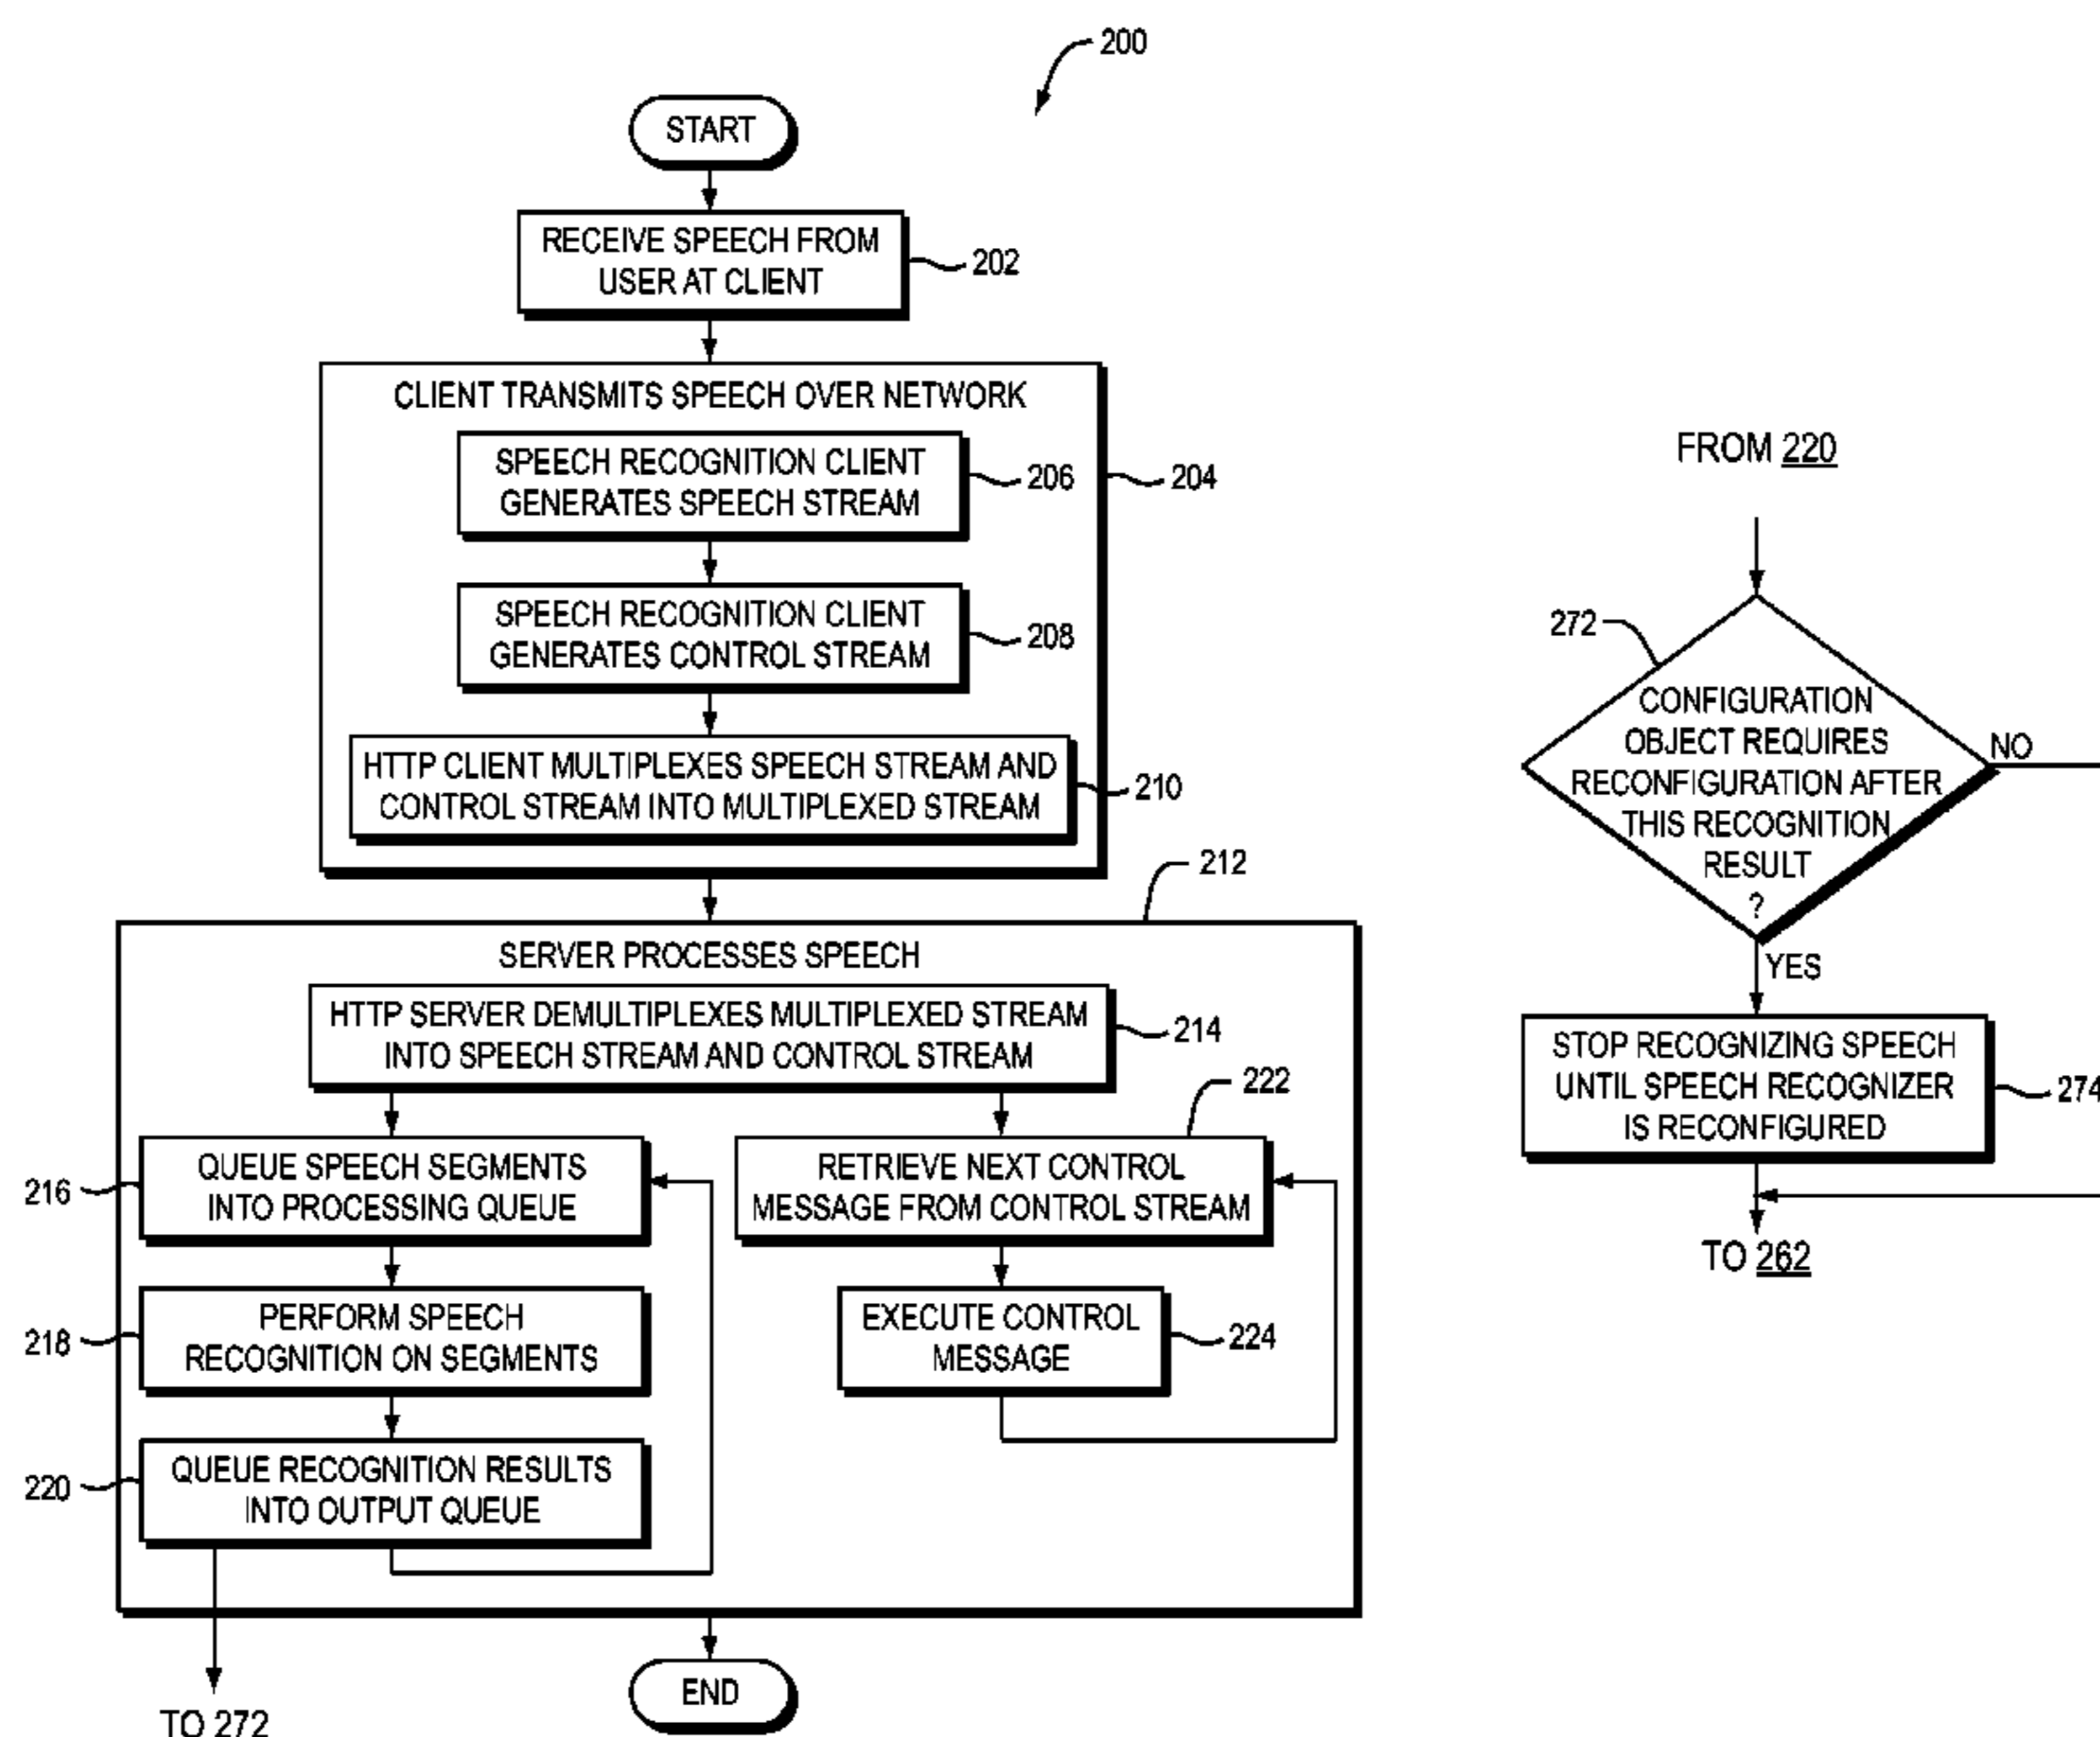 200
START
RECEIVE SPEECH FROM
USER AT CLIENT
202
CLIENT TRANSMITS SPEECH OVER NETWORK
SPEECH RECOGNITION CLIENT
GENERATES SPEECH STREAM
206
204
SPEECH RECOGNITION CLIENT
GENERATES CONTROL STREAM
208
HTTP CLIENT MULTIPLEXES SPEECH STREAM AND
CONTROL STREAM INTO MULTIPLEXED STREAM
210
212
SERVER PROCESSES SPEECH
HTTP SERVER DEMULTIPLEXES MULTIPLEXED STREAM
INTO SPEECH STREAM AND CONTROL STREAM
214
222
QUEUE SPEECH SEGMENTS
INTO PROCESSING QUEUE
216
RETRIEVE NEXT CONTROL
MESSAGE FROM CONTROL STREAM
PERFORM SPEECH
RECOGNITION ON SEGMENTS
218
EXECUTE CONTROL
MESSAGE
224
QUEUE RECOGNITION RESULTS
INTO OUTPUT QUEUE
220
END
TO 272
FROM 220
272
CONFIGURATION
OBJECT REQUIRES
RECONFIGURATION AFTER
THIS RECOGNITION
RESULT
?
NO
YES
STOP RECOGNIZING SPEECH
UNTIL SPEECH RECOGNIZER
IS RECONFIGURED
274
TO 262